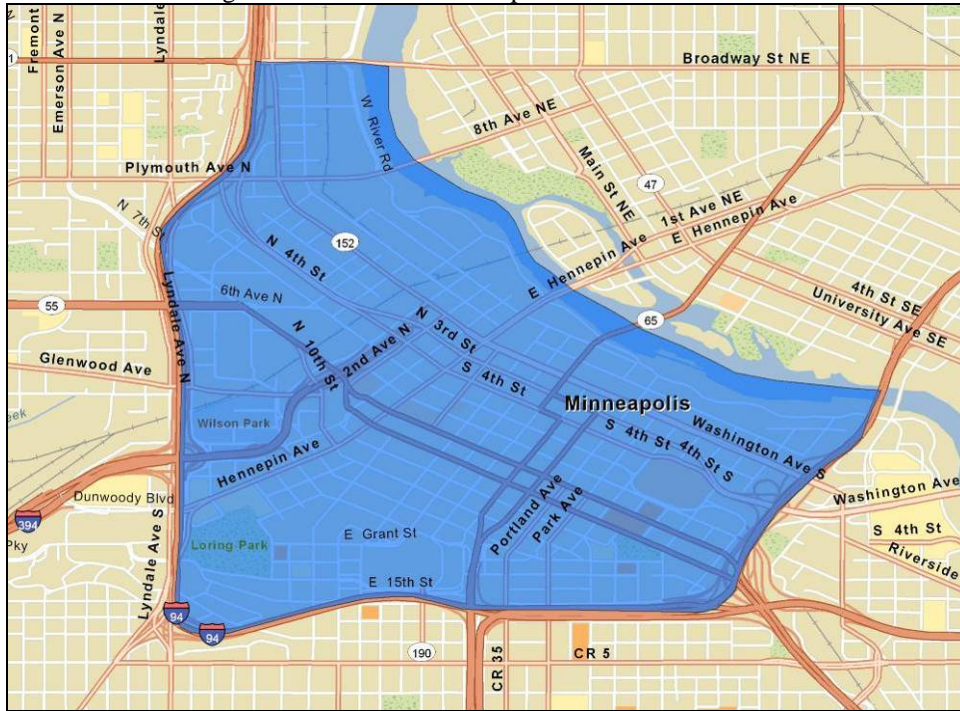 Fremont
Emerson Ave N
Lyndale
Broadway St NE
W River Rd
8th Ave NE
Main St NE
47
Plymouth Ave N
N 7th St
152
1st Ave NE
E Hennepin Ave
E Hennepin Ave
N 4th St
55
6th Ave N
Lyndale Ave N
4th St SE
University Ave SE
65
N 3rd St
2nd Ave N
N 10th St
Glenwood Ave
S 4th St
Minneapolis
Wilson Park
Washington Ave S
S 4th St
4th St S
Hennepin Ave
Dunwoody Blvd
Washington Ave
394
Pky
Portland Ave
Park Ave
S 4th St
Riverside
E Grant St
Loring Park
Lyndale Ave S
E 15th St
94
94
190
CR 35
CR 5